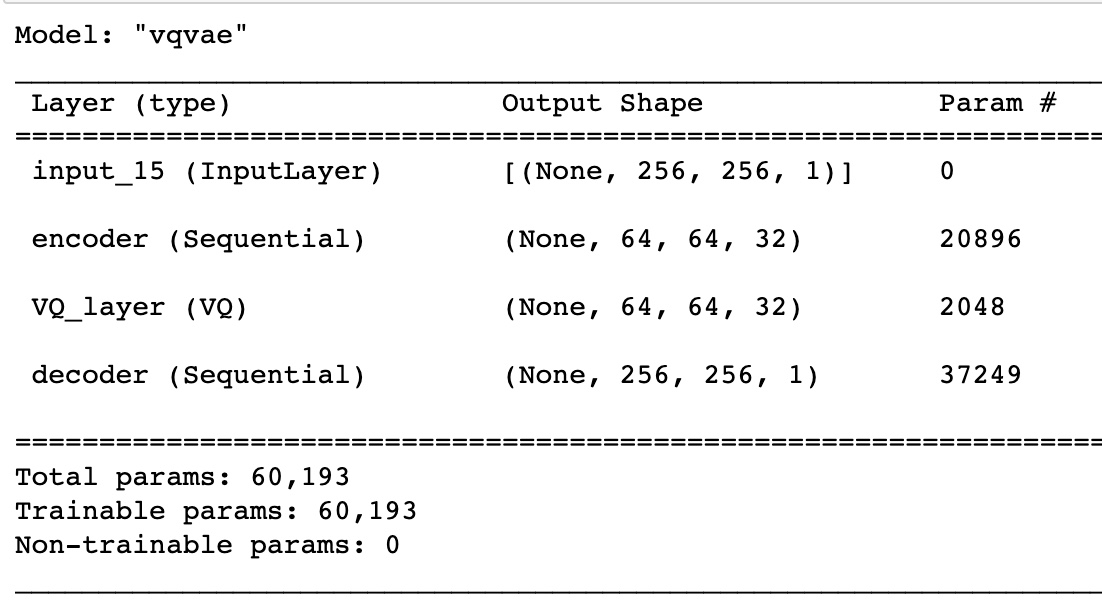 Model: "vqvae"
Layer (type) Output Shape Param #
input_15 (InputLayer) [(None, 256, 256, 1)] 0
encoder (Sequential) (None, 64, 64, 32) 20896
VQ_layer (VQ) (None, 64, 64, 32) 2048
decoder (Sequential) (None, 256, 256, 1) 37249
Total params: 60,193
Trainable params: 60,193
Non-trainable params: 0